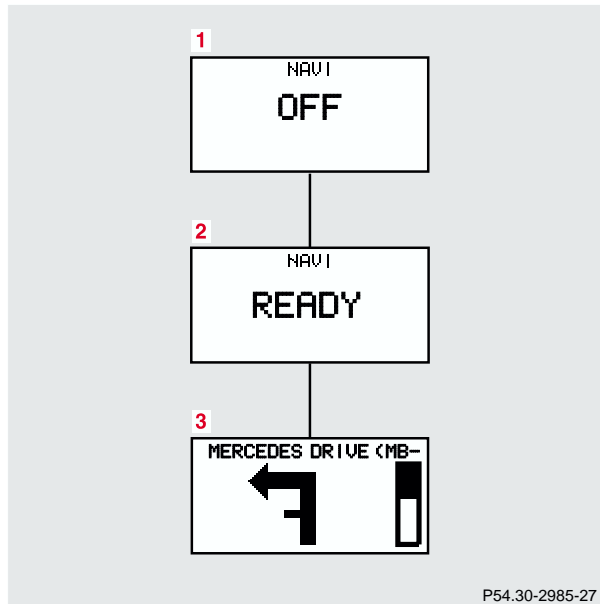 1
NAVI
OFF
2
NAVI
READY
3
MERCEDES DRIVE (MB-
P54.30-2985-27